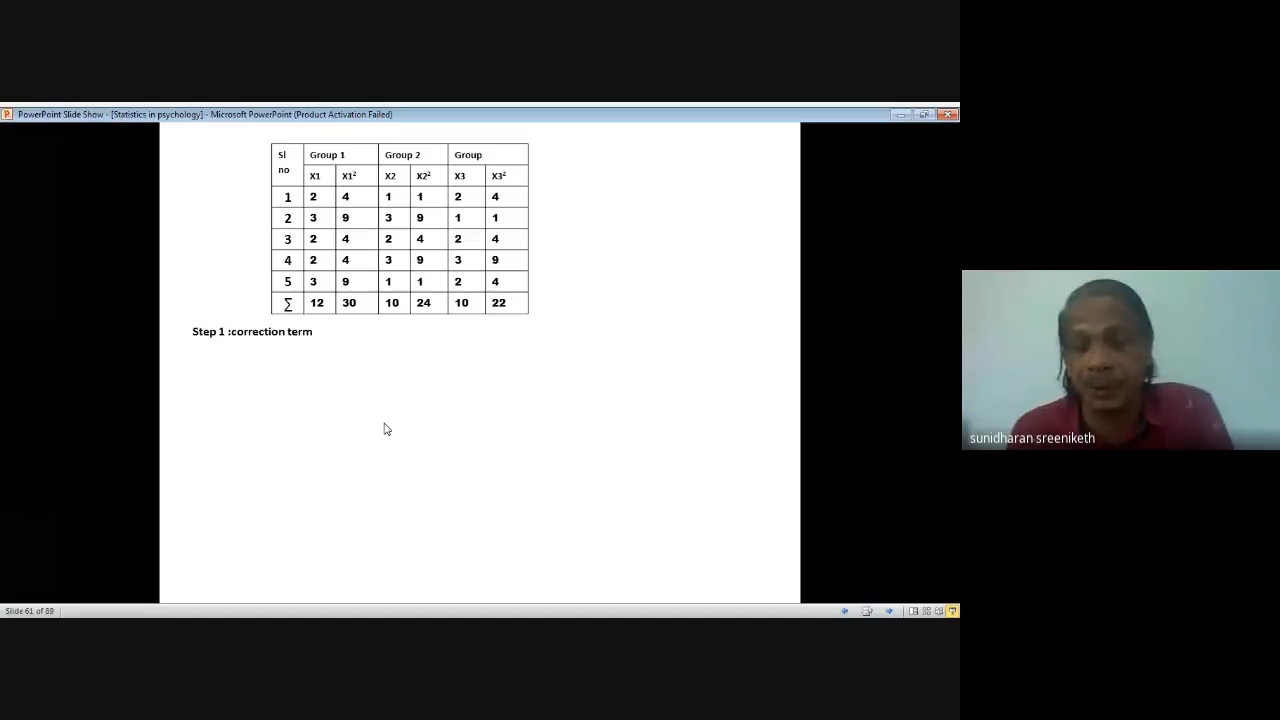 PowerPoint Slide Show - [Statistics in psychology] - Microsoft PowerPoint (Product Activation Failed)
Sl no Group 1 Group 2 Group
X1 X1² X2 X2² X3 X3²
1 2 4 1 1 2 4
2 3 9 3 9 1 1
3 2 4 2 4 2 4
4 2 4 3 9 3 9
5 3 9 1 1 2 4
∑ 12 30 10 24 10 22
Step 1 :correction term
sunidharan sreeniketh
Slide 61 of 89